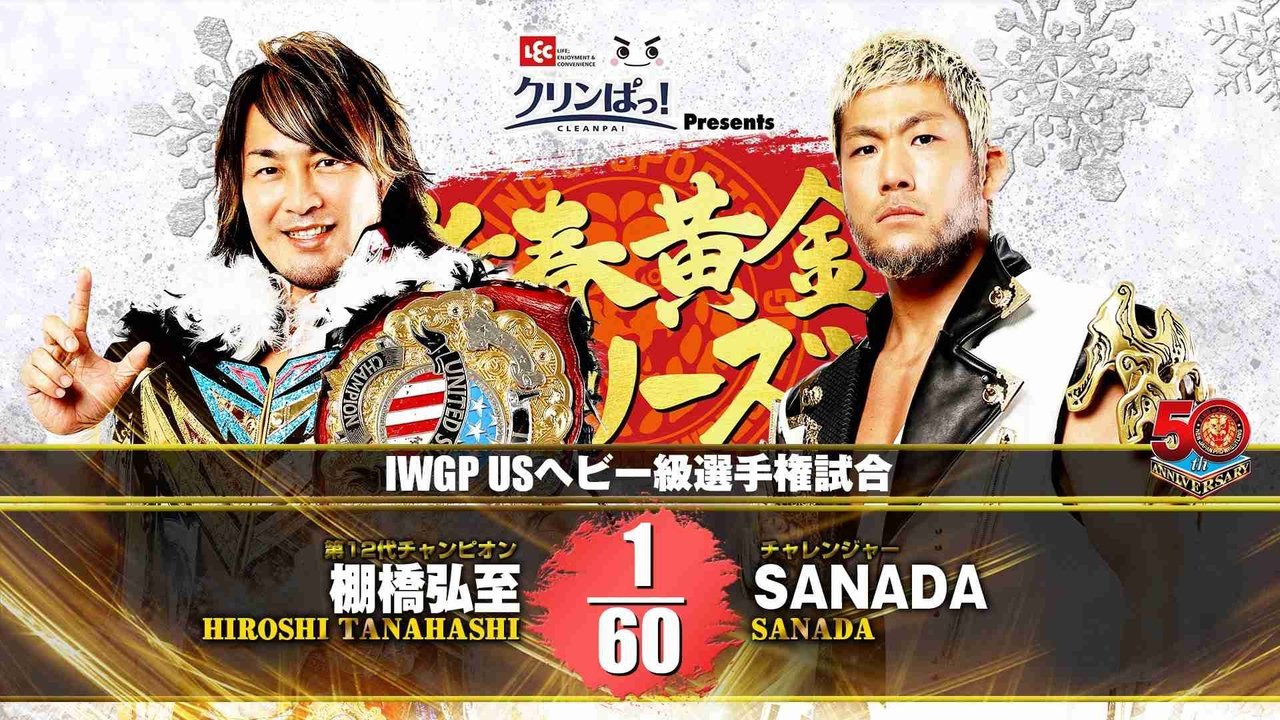 LEC LIFE, ENJOYMENT & CONVENIENCE
クリンぱっ!
CLEANPA!
Presents
春黄金
リーズ
CHAMPION
UNITED
50th ANNIVERSARY
IWGP USヘビー級選手権試合
第12代チャンピオン
棚橋弘至
HIROSHI TANAHASHI
1
60
チャレンジャー
SANADA
SANADA